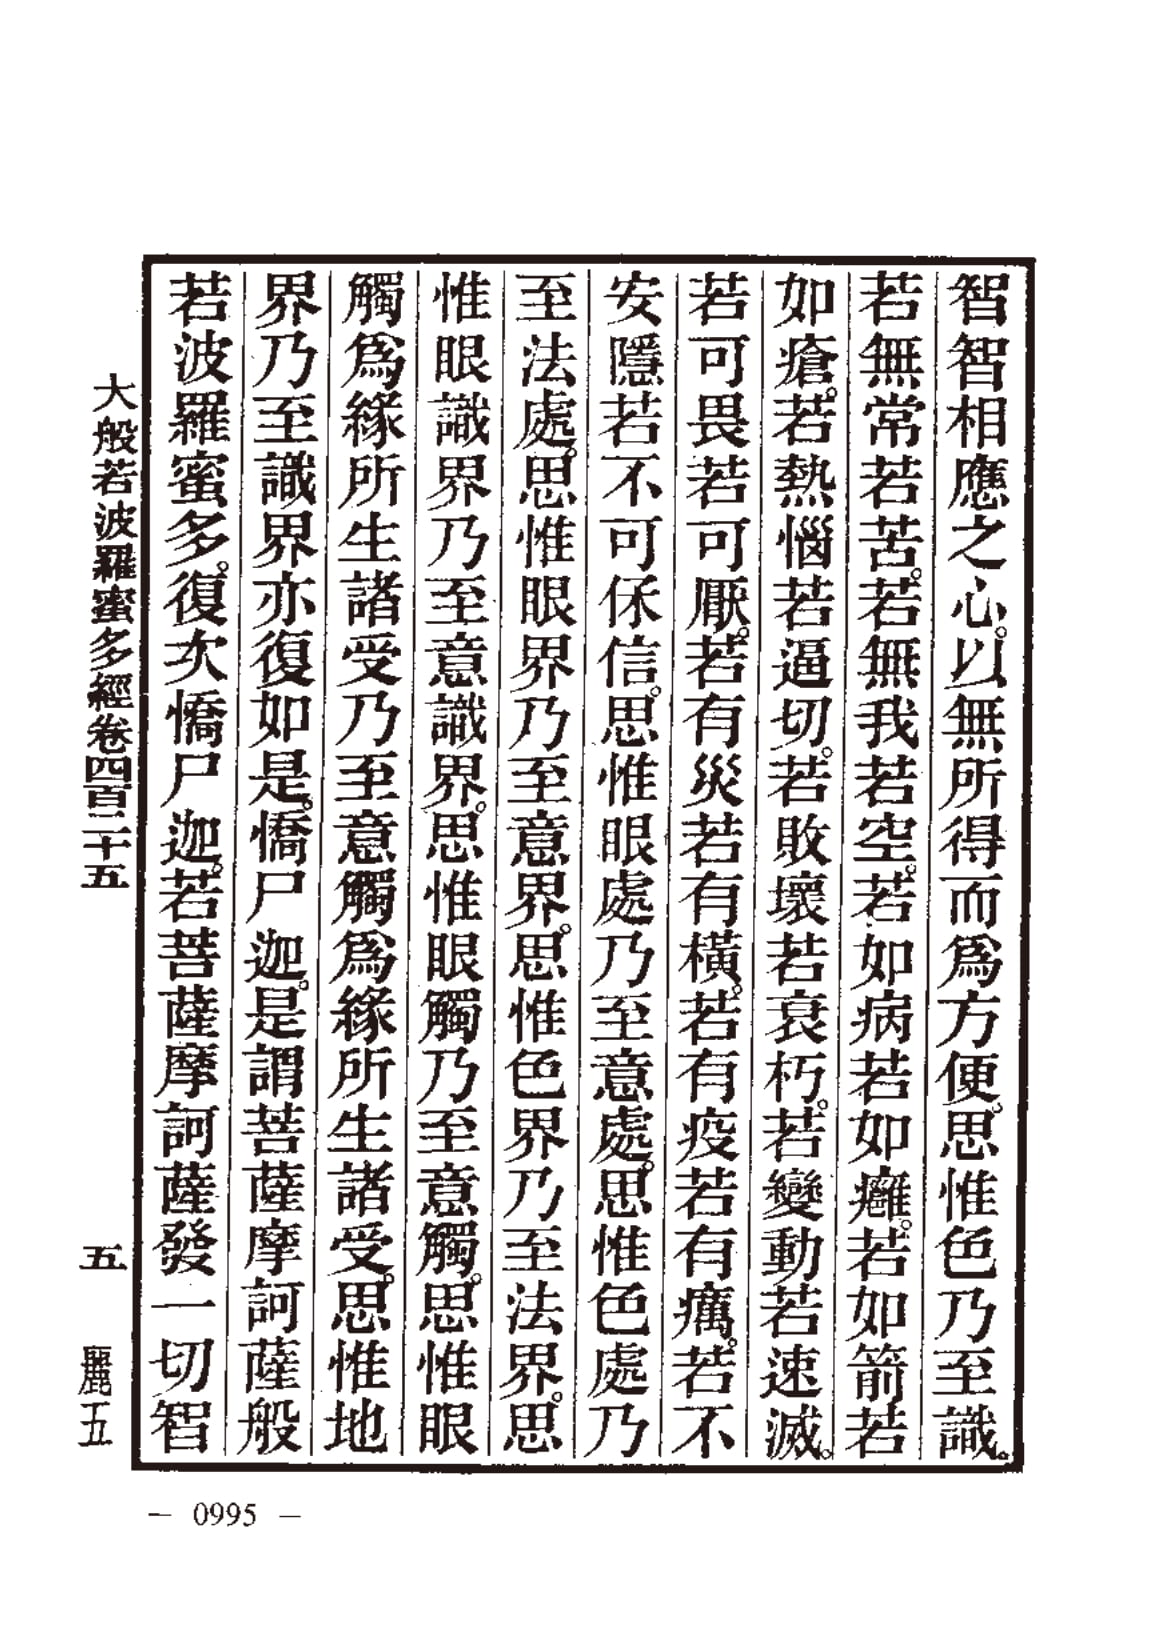 智智相應之心。以無所得而爲方便。思惟色乃至識。
若無常若苦。若無我若空。若如病若如癰。若如箭若
如瘡。若熱惱若逼切。若敗壞若衰朽。若變動若速滅。
若可畏若可厭。若有災若有橫。若有疫若有癘。若不
安隱若不可保信。思惟眼處乃至意處。思惟色處乃
至法處。思惟眼界乃至意界。思惟色界乃至法界。思
惟眼識界乃至意識界。思惟眼觸乃至意觸。思惟眼
觸爲緣所生諸受乃至意觸爲緣所生諸受。思惟地
界乃至識界亦復如是。憍尸迦。是謂菩薩摩訶薩般
若波羅蜜多。復次憍尸迦。若菩薩摩訶薩發一切智
大般若波羅蜜多經卷四百二十五
五
麗五
— 0995 —